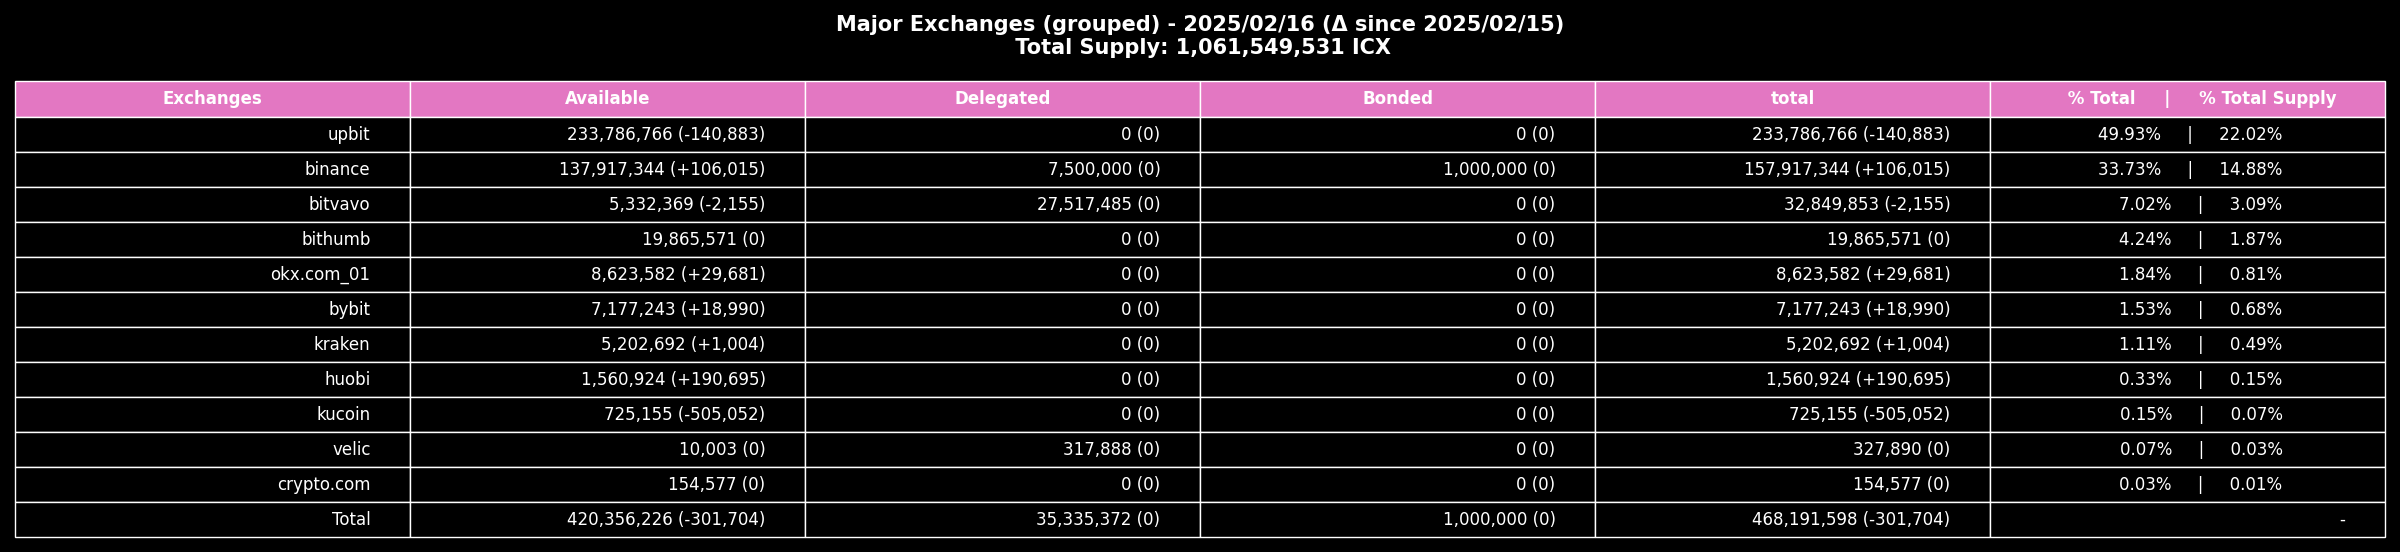 Major Exchanges (grouped) - 2025/02/16 (Δ since 2025/02/15)
Total Supply: 1,061,549,531 ICX
Exchanges Available Delegated Bonded total % Total | % Total Supply
upbit 233,786,766 (-140,883) 0 (0) 0 (0) 233,786,766 (-140,883) 49.93% | 22.02%
binance 137,917,344 (+106,015) 7,500,000 (0) 1,000,000 (0) 157,917,344 (+106,015) 33.73% | 14.88%
bitvavo 5,332,369 (-2,155) 27,517,485 (0) 0 (0) 32,849,853 (-2,155) 7.02% | 3.09%
bithumb 19,865,571 (0) 0 (0) 0 (0) 19,865,571 (0) 4.24% | 1.87%
okx.com_01 8,623,582 (+29,681) 0 (0) 0 (0) 8,623,582 (+29,681) 1.84% | 0.81%
bybit 7,177,243 (+18,990) 0 (0) 0 (0) 7,177,243 (+18,990) 1.53% | 0.68%
kraken 5,202,692 (+1,004) 0 (0) 0 (0) 5,202,692 (+1,004) 1.11% | 0.49%
huobi 1,560,924 (+190,695) 0 (0) 0 (0) 1,560,924 (+190,695) 0.33% | 0.15%
kucoin 725,155 (-505,052) 0 (0) 0 (0) 725,155 (-505,052) 0.15% | 0.07%
velic 10,003 (0) 317,888 (0) 0 (0) 327,890 (0) 0.07% | 0.03%
crypto.com 154,577 (0) 0 (0) 0 (0) 154,577 (0) 0.03% | 0.01%
Total 420,356,226 (-301,704) 35,335,372 (0) 1,000,000 (0) 468,191,598 (-301,704) -